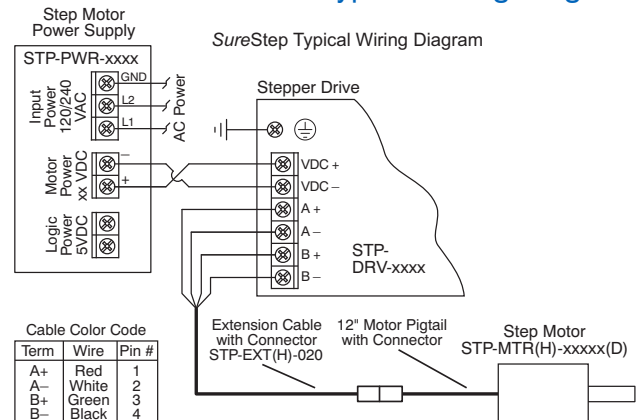 Step Motor
Power Supply
STP-PWR-xxxx
Input
Power
120/240
VAC
GND
L2
L1
AC Power
Motor
Power
xx VDC
–
+
Logic
Power
5VDC
SureStep Typical Wiring Diagram
Stepper Drive
VDC +
VDC –
A +
A –
B +
B –
STP-
DRV-xxxx
Cable Color Code
Term Wire Pin #
A+ Red 1
A– White 2
B+ Green 3
B– Black 4
Extension Cable
with Connector
STP-EXT(H)-020
12" Motor Pigtail
with Connector
Step Motor
STP-MTR(H)-xxxxx(D)